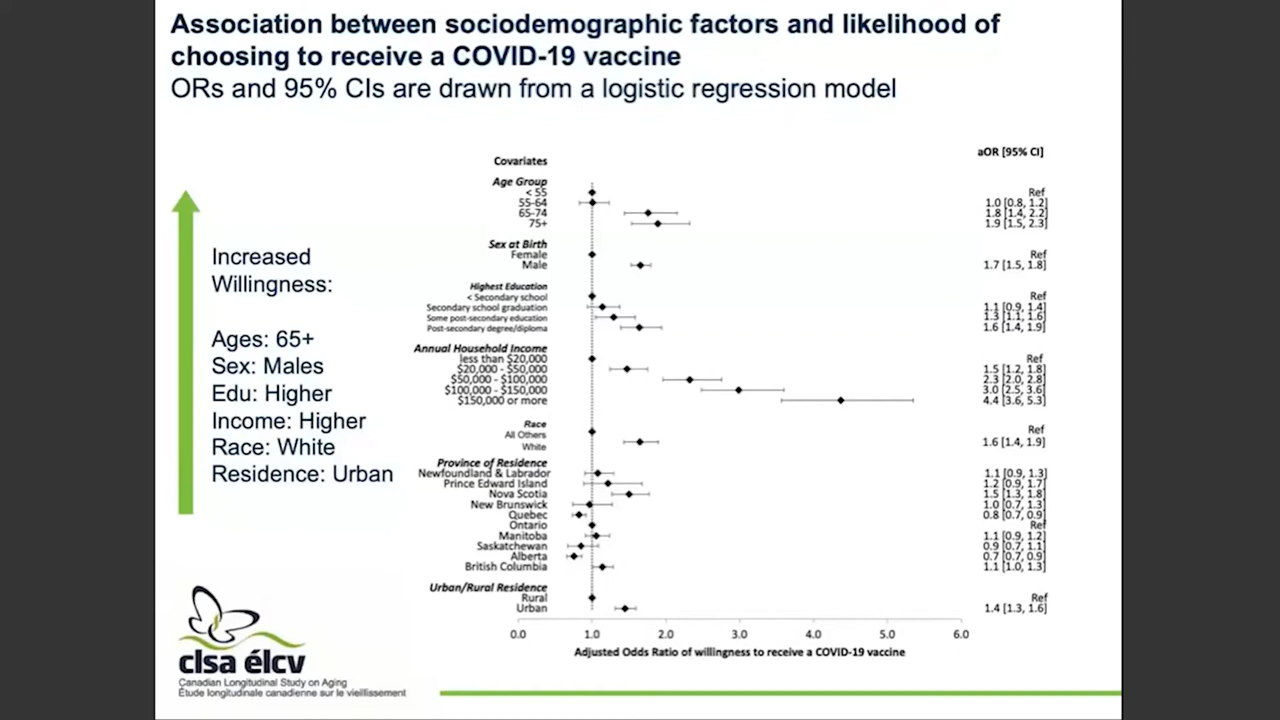 Association between sociodemographic factors and likelihood of
choosing to receive a COVID-19 vaccine
ORs and 95% CIs are drawn from a logistic regression model
Increased
Willingness:
Ages: 65+
Sex: Males
Edu: Higher
Income: Higher
Race: White
Residence: Urban
Covariates aOR [95% CI]
Age Group
< 55 Ref
55-64 1.0 [0.8, 1.2]
65-74 1.8 [1.4, 2.2]
75+ 1.9 [1.5, 2.3]
Sex at Birth
Female Ref
Male 1.7 [1.5, 1.8]
Highest Education
< Secondary school Ref
Secondary school graduation 1.1 [0.9, 1.4]
Some post-secondary education 1.3 [1.1, 1.6]
Post-secondary degree/diploma 1.6 [1.4, 1.9]
Annual Household Income
less than $20,000 Ref
$20,000 - $50,000 1.5 [1.2, 1.8]
$50,000 - $100,000 2.3 [2.0, 2.8]
$100,000 - $150,000 3.0 [2.5, 3.6]
$150,000 or more 4.4 [3.6, 5.3]
Race
All Others Ref
White 1.6 [1.4, 1.9]
Province of Residence
Newfoundland & Labrador 1.1 [0.9, 1.3]
Prince Edward Island 1.2 [0.9, 1.7]
Nova Scotia 1.5 [1.3, 1.8]
New Brunswick 1.0 [0.7, 1.3]
Quebec 0.8 [0.7, 0.9]
Ontario Ref
Manitoba 1.1 [0.9, 1.2]
Saskatchewan 0.9 [0.7, 1.1]
Alberta 0.7 [0.7, 0.9]
British Columbia 1.1 [1.0, 1.3]
Urban/Rural Residence
Rural Ref
Urban 1.4 [1.3, 1.6]
0.0 1.0 2.0 3.0 4.0 5.0 6.0
Adjusted Odds Ratio of willingness to receive a COVID-19 vaccine
clsa élcv
Canadian Longitudinal Study on Aging
Étude longitudinale canadienne sur le vieillissement